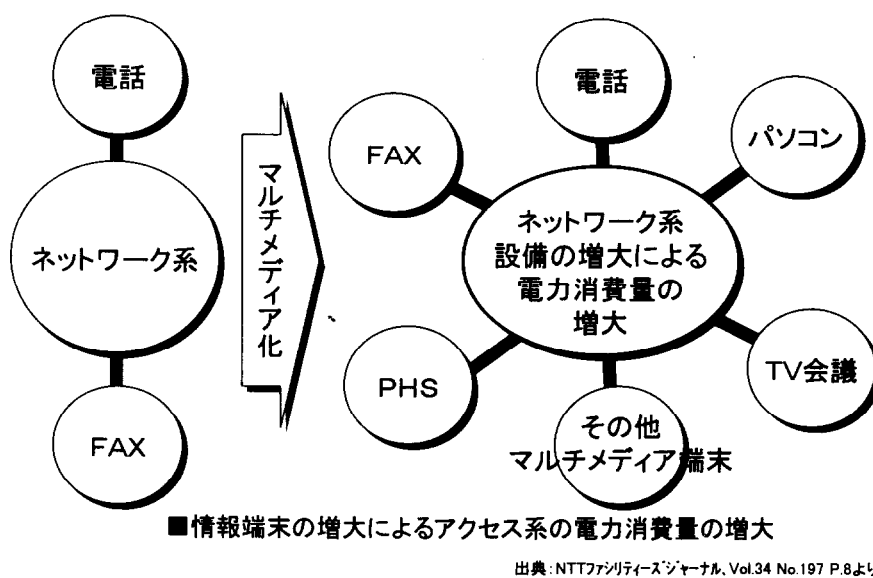 電話
ネットワーク系
FAX
マルチメディア化
電話
FAX
パソコン
ネットワーク系
設備の増大による
電力消費量の
増大
PHS
TV会議
その他
マルチメディア端末
■情報端末の増大によるアクセス系の電力消費量の増大
出典:NTTファシリティーズジャーナル、Vol.34 No.197 P.8より